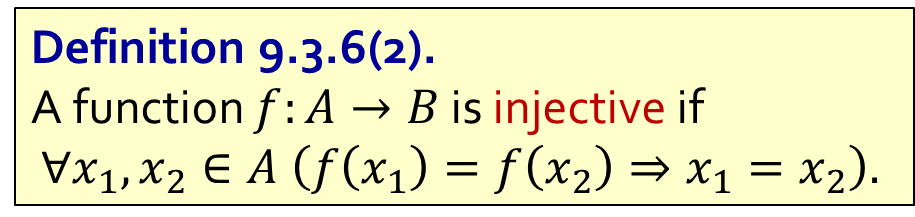 Definition 9.3.6(2).
A function 𝑓: 𝐴 → 𝐵 is injective if
∀𝑥₁, 𝑥₂ ∈ 𝐴 (𝑓(𝑥₁) = 𝑓(𝑥₂) ⇒ 𝑥₁ = 𝑥₂).